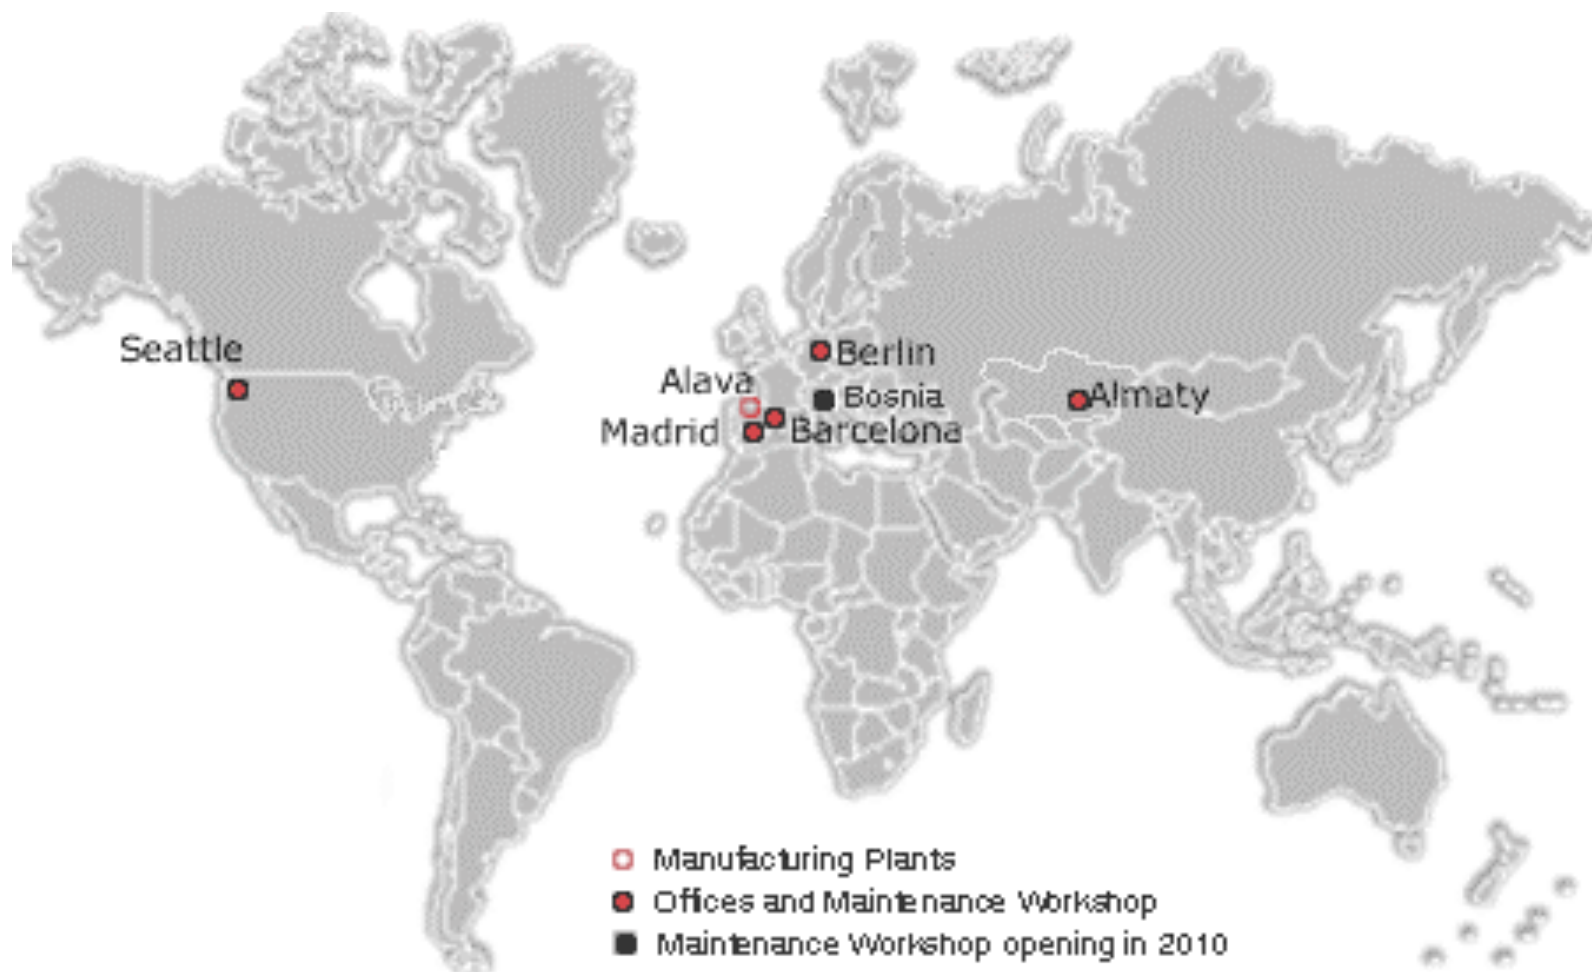 Seattle
Berlin
Alava
Bosnia
Almaty
Madrid
Barcelona
Manufacturing Plants
Offices and Maintenance Workshop
Maintenance Workshop opening in 2010